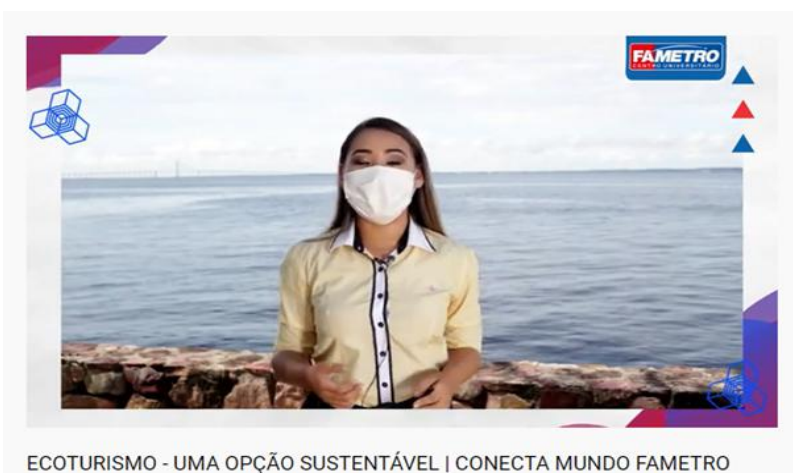 FAMETRO
CENTRO UNIVERSITÁRIO
ECOTURISMO - UMA OPÇÃO SUSTENTÁVEL | CONECTA MUNDO FAMETRO